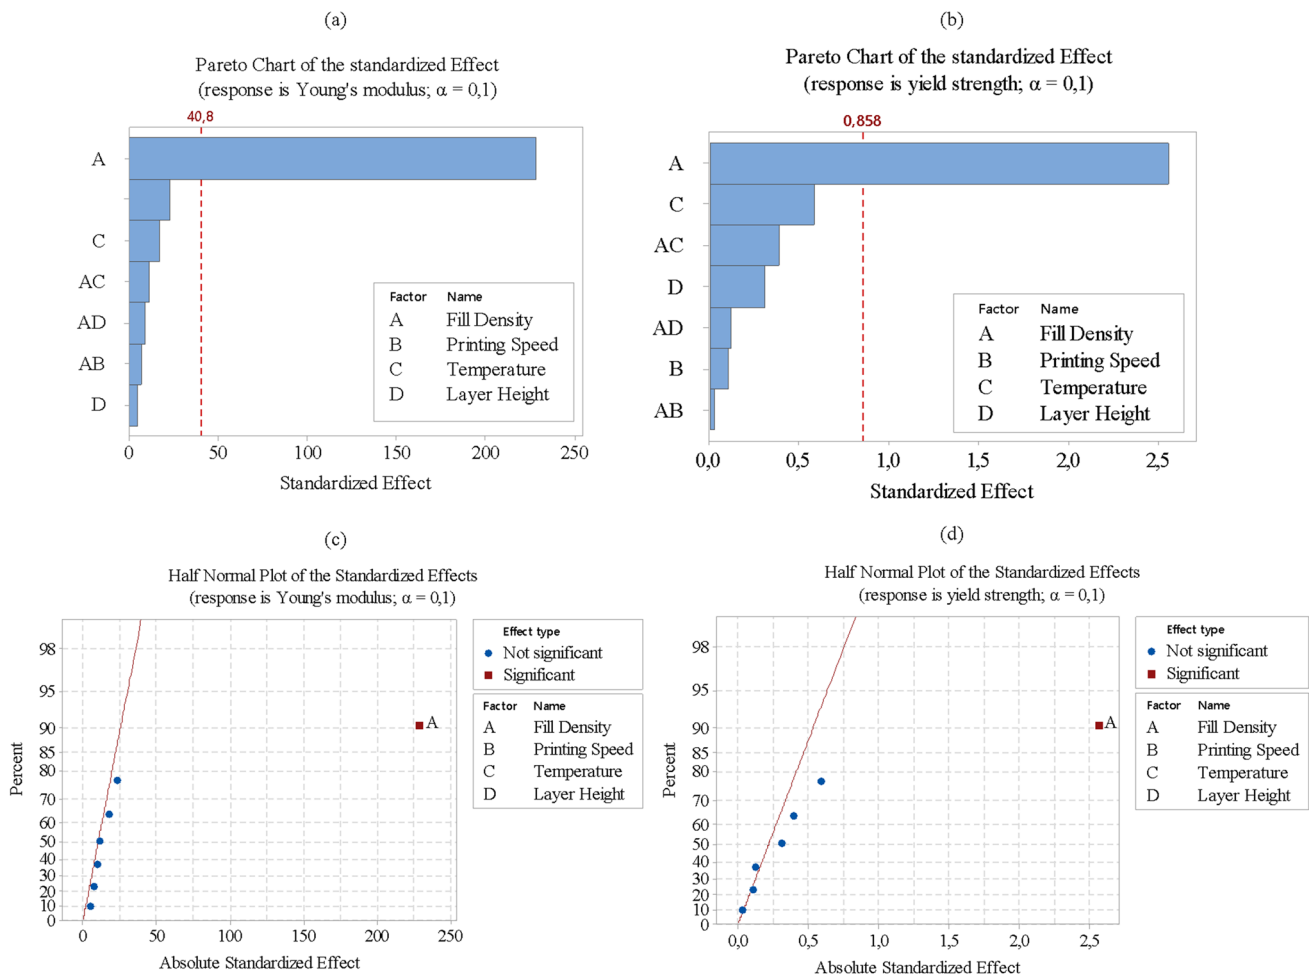 (a)
Pareto Chart of the standardized Effect
(response is Young's modulus; α = 0,1)
40,8
A
C
AC
AD
AB
D
Factor Name
A Fill Density
B Printing Speed
C Temperature
D Layer Height
0 50 100 150 200 250
Standardized Effect
(b)
Pareto Chart of the standardized Effect
(response is yield strength; α = 0,1)
0,858
A
C
AC
D
AD
B
AB
Factor Name
A Fill Density
B Printing Speed
C Temperature
D Layer Height
0,0 0,5 1,0 1,5 2,0 2,5
Standardized Effect
(c)
Half Normal Plot of the Standardized Effects
(response is Young's modulus; α = 0,1)
Percent
98
95
90
85
80
70
60
50
40
30
20
10
0
A
Effect type
Not significant
Significant
Factor Name
A Fill Density
B Printing Speed
C Temperature
D Layer Height
0 50 100 150 200 250
Absolute Standardized Effect
(d)
Half Normal Plot of the Standardized Effects
(response is yield strength; α = 0,1)
Percent
98
95
90
85
80
70
60
50
40
30
20
10
0
A
Effect type
Not significant
Significant
Factor Name
A Fill Density
B Printing Speed
C Temperature
D Layer Height
0,0 0,5 1,0 1,5 2,0 2,5
Absolute Standardized Effect